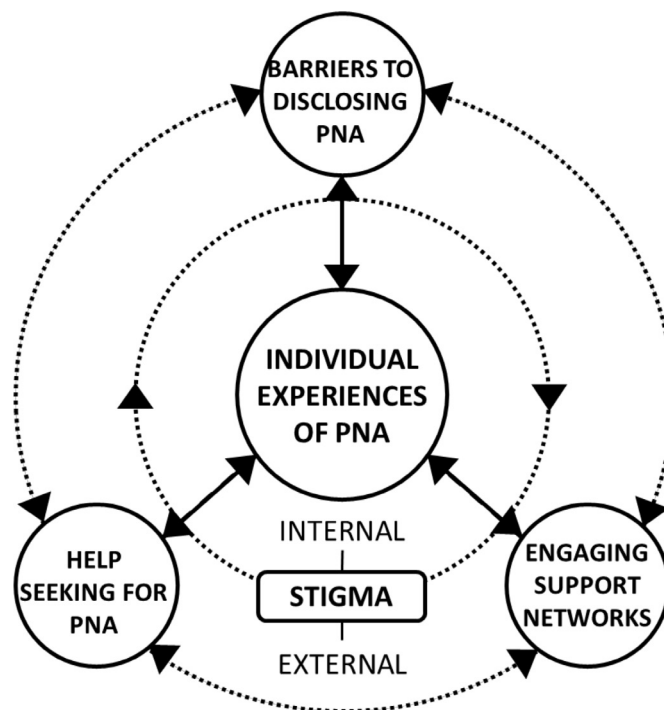 BARRIERS TO
DISCLOSING
PNA
INDIVIDUAL
EXPERIENCES
OF PNA
INTERNAL
STIGMA
EXTERNAL
HELP
SEEKING FOR
PNA
ENGAGING
SUPPORT
NETWORKS